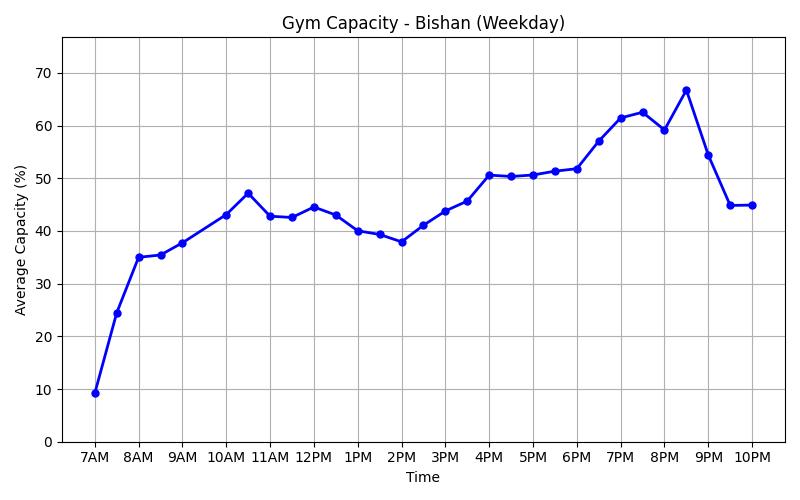 Gym Capacity - Bishan (Weekday)
Average Capacity (%)
70
60
50
40
30
20
10
0
7AM 8AM 9AM 10AM 11AM 12PM 1PM 2PM 3PM 4PM 5PM 6PM 7PM 8PM 9PM 10PM
Time